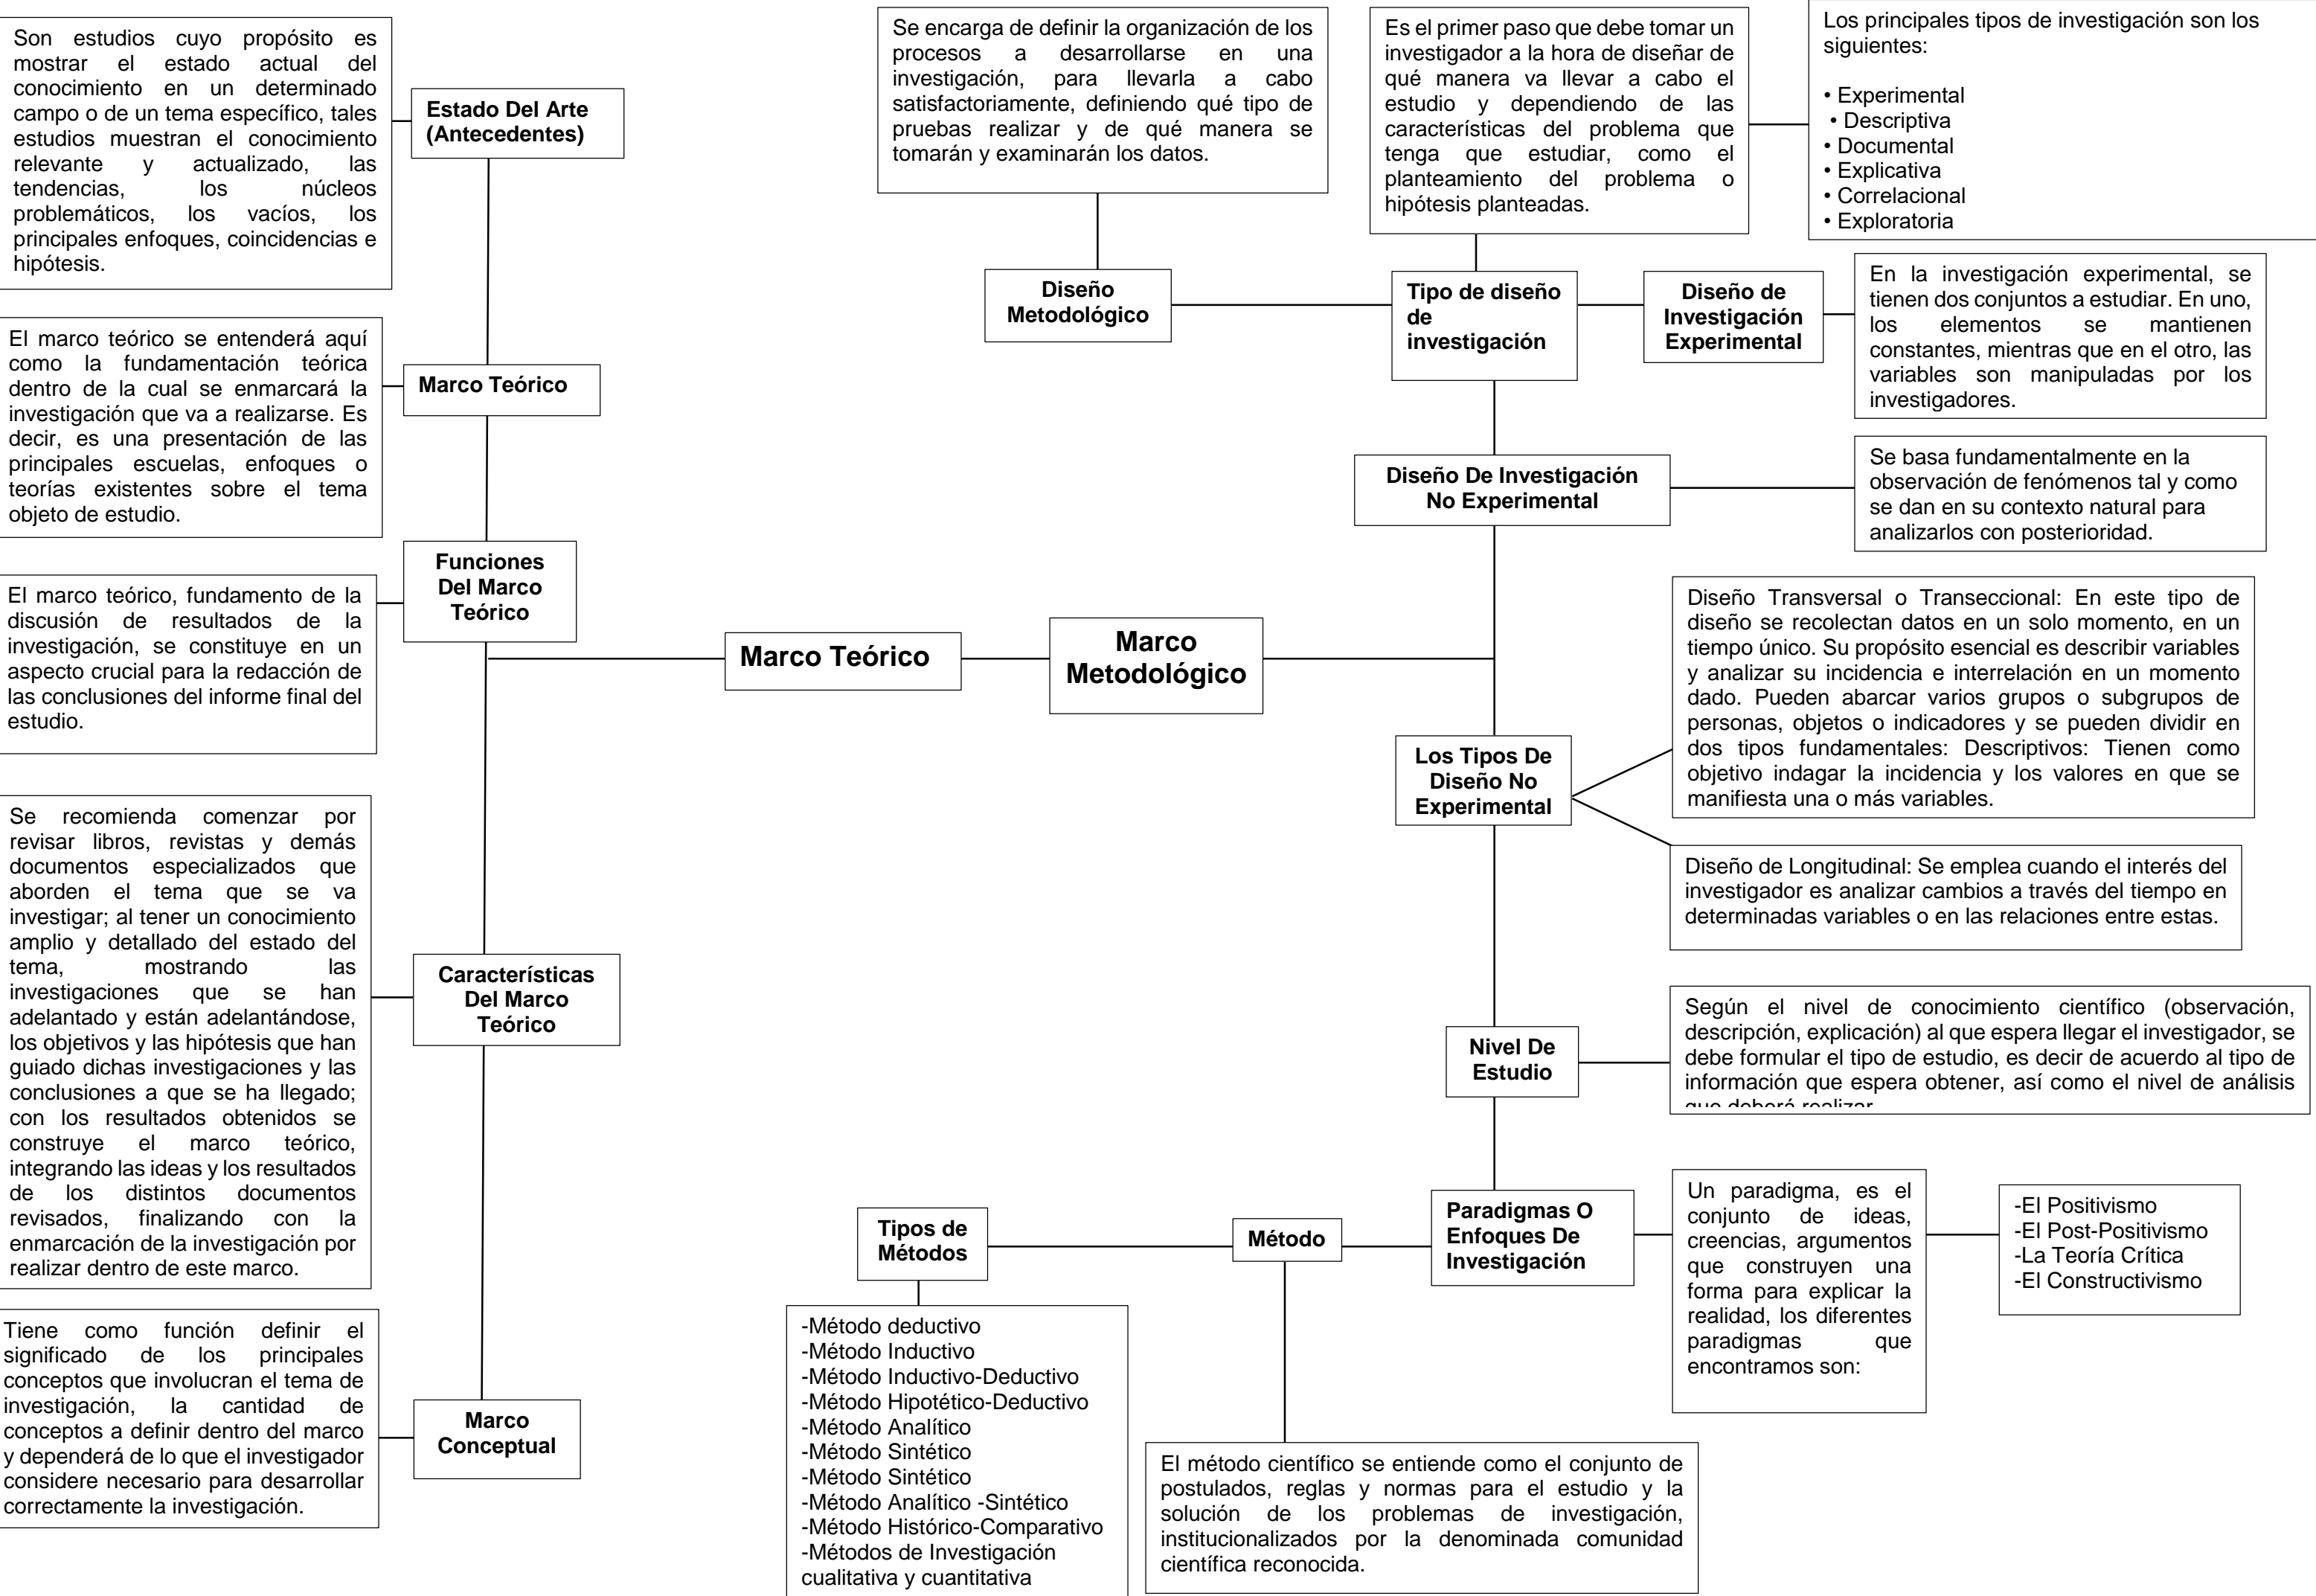 Son estudios cuyo propósito es
mostrar el estado actual del
conocimiento en un determinado
campo o de un tema específico, tales
estudios muestran el conocimiento
relevante y actualizado, las
tendencias, los núcleos
problemáticos, los vacíos, los
principales enfoques, coincidencias e
hipótesis.
Estado Del Arte
(Antecedentes)
El marco teórico se entenderá aquí
como la fundamentación teórica
dentro de la cual se enmarcará la
investigación que va a realizarse. Es
decir, es una presentación de las
principales escuelas, enfoques o
teorías existentes sobre el tema
objeto de estudio.
Marco Teórico
El marco teórico, fundamento de la
discusión de resultados de la
investigación, se constituye en un
aspecto crucial para la redacción de
las conclusiones del informe final del
estudio.
Funciones
Del Marco
Teórico
Se recomienda comenzar por
revisar libros, revistas y demás
documentos especializados que
aborden el tema que se va
investigar; al tener un conocimiento
amplio y detallado del estado del
tema, mostrando las
investigaciones que se han
adelantado y están adelantándose,
los objetivos y las hipótesis que han
guiado dichas investigaciones y las
conclusiones a que se ha llegado;
con los resultados obtenidos se
construye el marco teórico,
integrando las ideas y los resultados
de los distintos documentos
revisados, finalizando con la
enmarcación de la investigación por
realizar dentro de este marco.
Características
Del Marco
Teórico
Tiene como función definir el
significado de los principales
conceptos que involucran el tema de
investigación, la cantidad de
conceptos a definir dentro del marco
y dependerá de lo que el investigador
considere necesario para desarrollar
correctamente la investigación.
Marco
Conceptual
Marco Teórico
Marco
Metodológico
Se encarga de definir la organización de los
procesos a desarrollarse en una
investigación, para llevarla a cabo
satisfactoriamente, definiendo qué tipo de
pruebas realizar y de qué manera se
tomarán y examinarán los datos.
Diseño
Metodológico
Es el primer paso que debe tomar un
investigador a la hora de diseñar de
qué manera va llevar a cabo el
estudio y dependiendo de las
características del problema que
tenga que estudiar, como el
planteamiento del problema o
hipótesis planteadas.
Tipo de diseño
de
investigación
Los principales tipos de investigación son los
siguientes:
• Experimental
• Descriptiva
• Documental
• Explicativa
• Correlacional
• Exploratoria
Diseño de
Investigación
Experimental
En la investigación experimental, se
tienen dos conjuntos a estudiar. En uno,
los elementos se mantienen
constantes, mientras que en el otro, las
variables son manipuladas por los
investigadores.
Diseño De Investigación
No Experimental
Se basa fundamentalmente en la
observación de fenómenos tal y como
se dan en su contexto natural para
analizarlos con posterioridad.
Los Tipos De
Diseño No
Experimental
Diseño Transversal o Transeccional: En este tipo de
diseño se recolectan datos en un solo momento, en un
tiempo único. Su propósito esencial es describir variables
y analizar su incidencia e interrelación en un momento
dado. Pueden abarcar varios grupos o subgrupos de
personas, objetos o indicadores y se pueden dividir en
dos tipos fundamentales: Descriptivos: Tienen como
objetivo indagar la incidencia y los valores en que se
manifiesta una o más variables.
Diseño de Longitudinal: Se emplea cuando el interés del
investigador es analizar cambios a través del tiempo en
determinadas variables o en las relaciones entre estas.
Nivel De
Estudio
Según el nivel de conocimiento científico (observación,
descripción, explicación) al que espera llegar el investigador, se
debe formular el tipo de estudio, es decir de acuerdo al tipo de
información que espera obtener, así como el nivel de análisis
que deberá realizar
Paradigmas O
Enfoques De
Investigación
Un paradigma, es el
conjunto de ideas,
creencias, argumentos
que construyen una
forma para explicar la
realidad, los diferentes
paradigmas que
encontramos son:
-El Positivismo
-El Post-Positivismo
-La Teoría Crítica
-El Constructivismo
Método
El método científico se entiende como el conjunto de
postulados, reglas y normas para el estudio y la
solución de los problemas de investigación,
institucionalizados por la denominada comunidad
científica reconocida.
Tipos de
Métodos
-Método deductivo
-Método Inductivo
-Método Inductivo-Deductivo
-Método Hipotético-Deductivo
-Método Analítico
-Método Sintético
-Método Sintético
-Método Analítico -Sintético
-Método Histórico-Comparativo
-Métodos de Investigación
cualitativa y cuantitativa